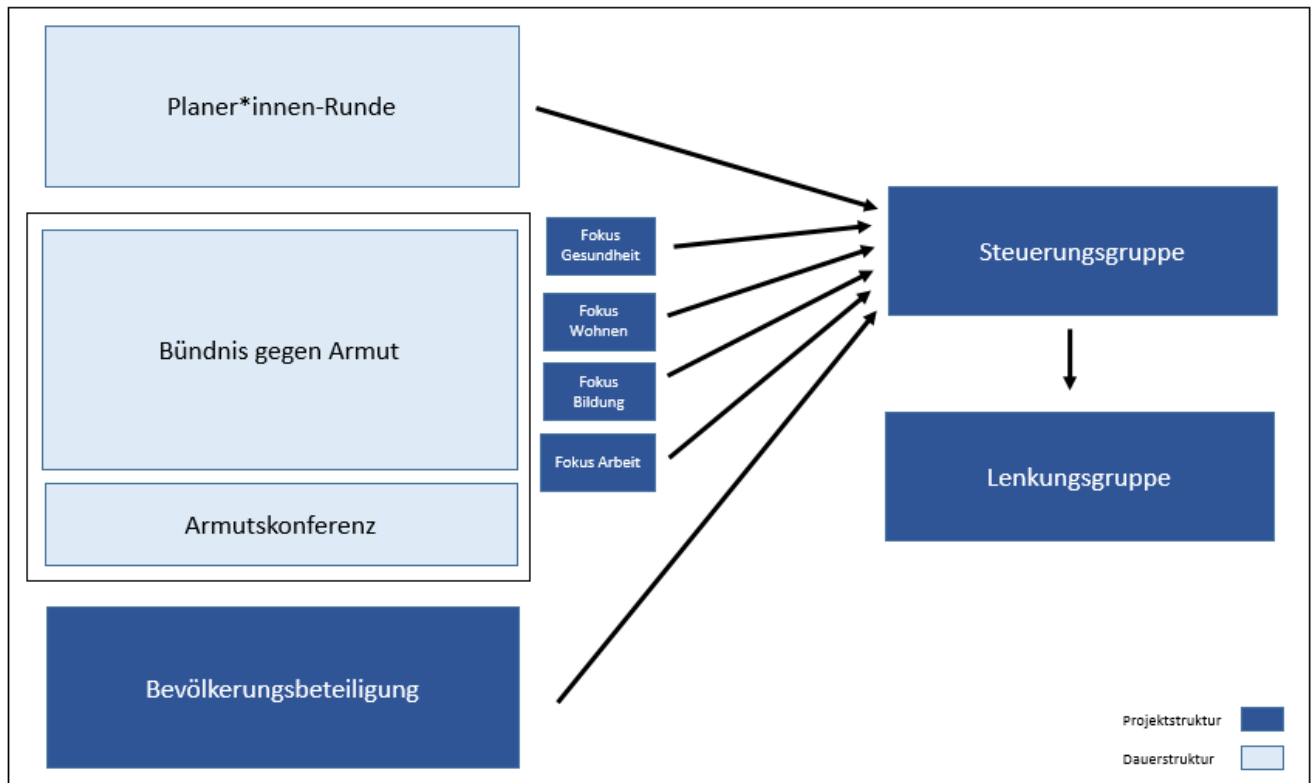 Planer*innen-Runde
Bündnis gegen Armut
Armutskonferenz
Bevölkerungsbeteiligung
Fokus
Gesundheit
Fokus
Wohnen
Fokus
Bildung
Fokus Arbeit
Steuerungsgruppe
Lenkungsgruppe
Projektstruktur
Dauerstruktur